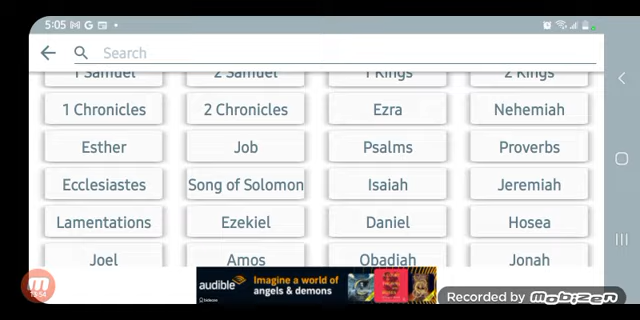 5:05
Search
1 Samuel 2 Samuel 1 Kings 2 Kings
1 Chronicles 2 Chronicles Ezra Nehemiah
Esther Job Psalms Proverbs
Ecclesiastes Song of Solomon Isaiah Jeremiah
Lamentations Ezekiel Daniel Hosea
Joel Amos Obadiah Jonah
audible Imagine a world of
angels & demons
Recorded by MOBIZEN